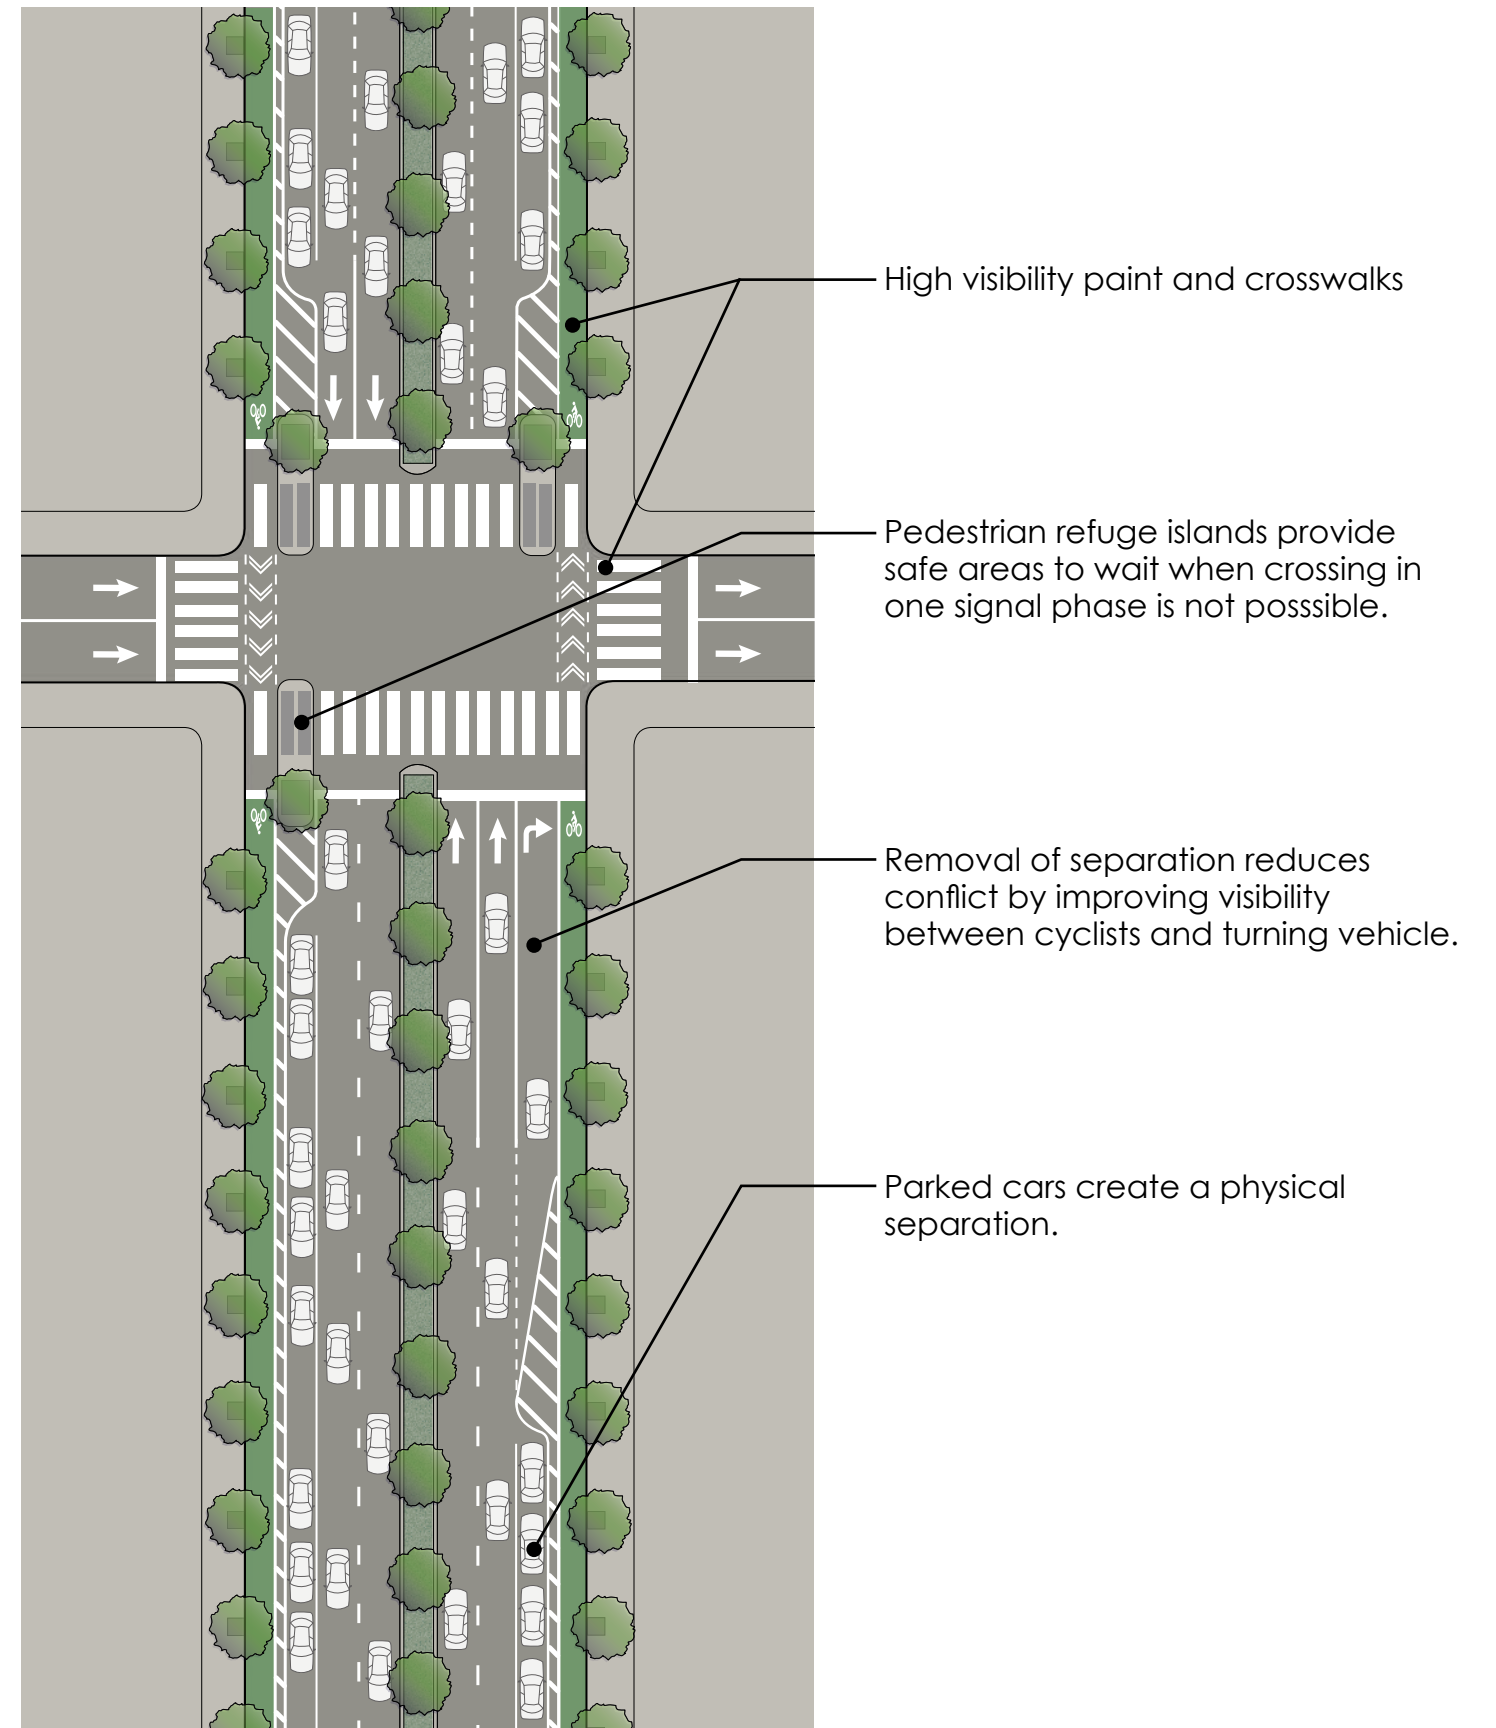 High visibility paint and crosswalks
Pedestrian refuge islands provide
safe areas to wait when crossing in
one signal phase is not posssible.
Removal of separation reduces
conflict by improving visibility
between cyclists and turning vehicle.
Parked cars create a physical
separation.